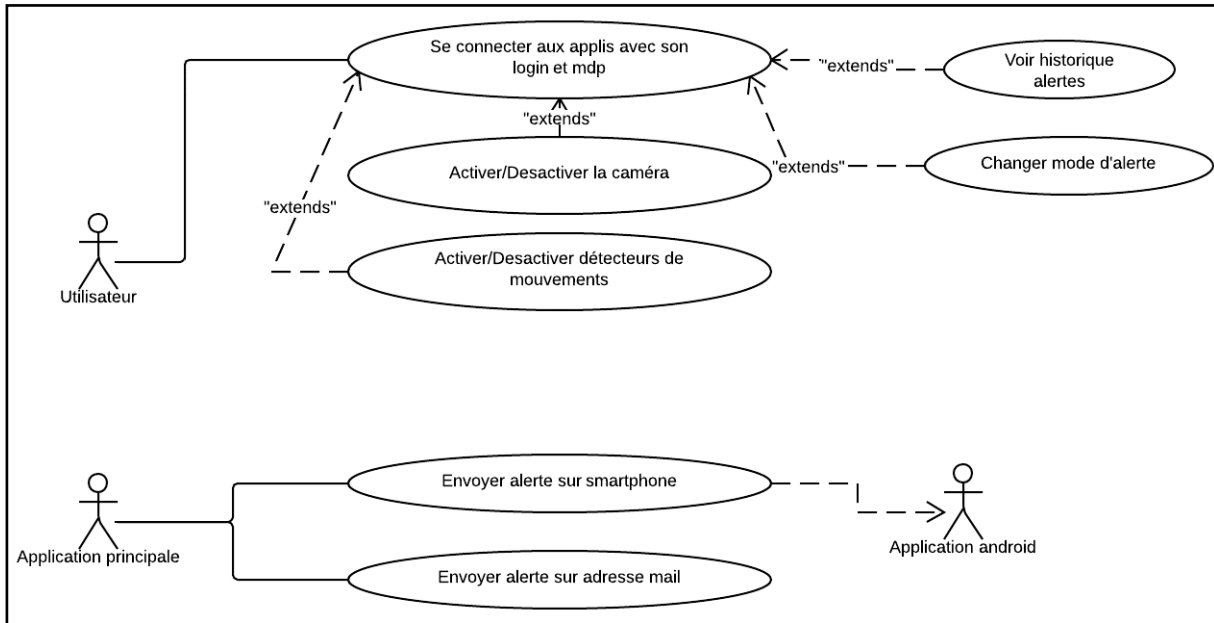 Se connecter aux applis avec son
login et mdp
"extends"
Voir historique
alertes
"extends"
Activer/Desactiver la caméra
"extends"
Changer mode d'alerte
"extends"
Activer/Desactiver détecteurs de
mouvements
Utilisateur
Envoyer alerte sur smartphone
Application principale
Application android
Envoyer alerte sur adresse mail